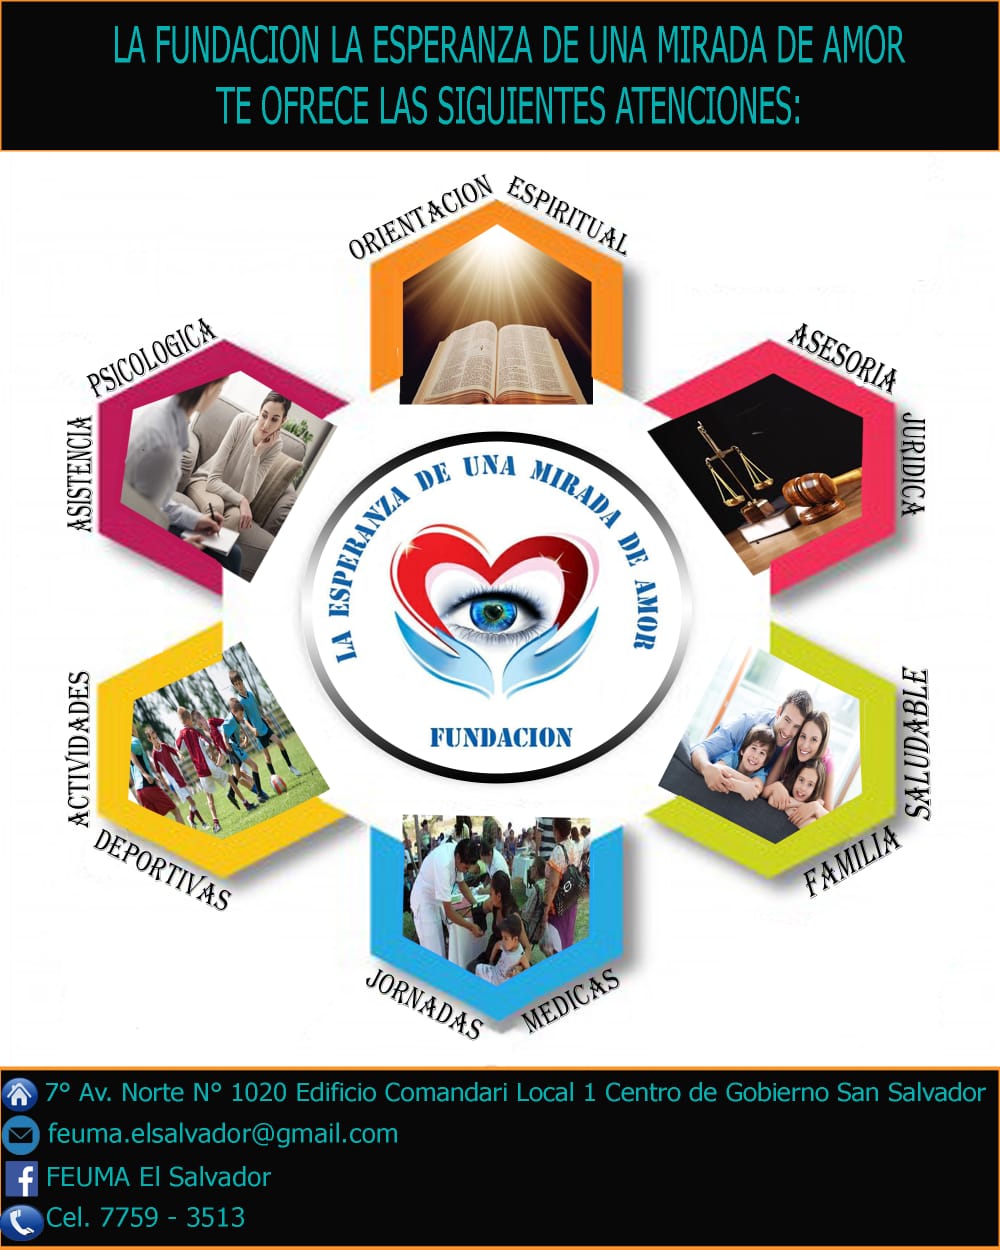 LA FUNDACION LA ESPERANZA DE UNA MIRADA DE AMOR
TE OFRECE LAS SIGUIENTES ATENCIONES:
ORIENTACION ESPIRITUAL
ASISTENCIA PSICOLOGICA
ASESORIA JURIDICA
LA ESPERANZA DE UNA MIRADA DE AMOR
FUNDACION
ACTIVIDADES DEPORTIVAS
FAMILIA SALUDABLE
JORNADAS MEDICAS
7° Av. Norte N° 1020 Edificio Comandari Local 1 Centro de Gobierno San Salvador
feuma.elsalvador@gmail.com
FEUMA El Salvador
Cel. 7759 - 3513